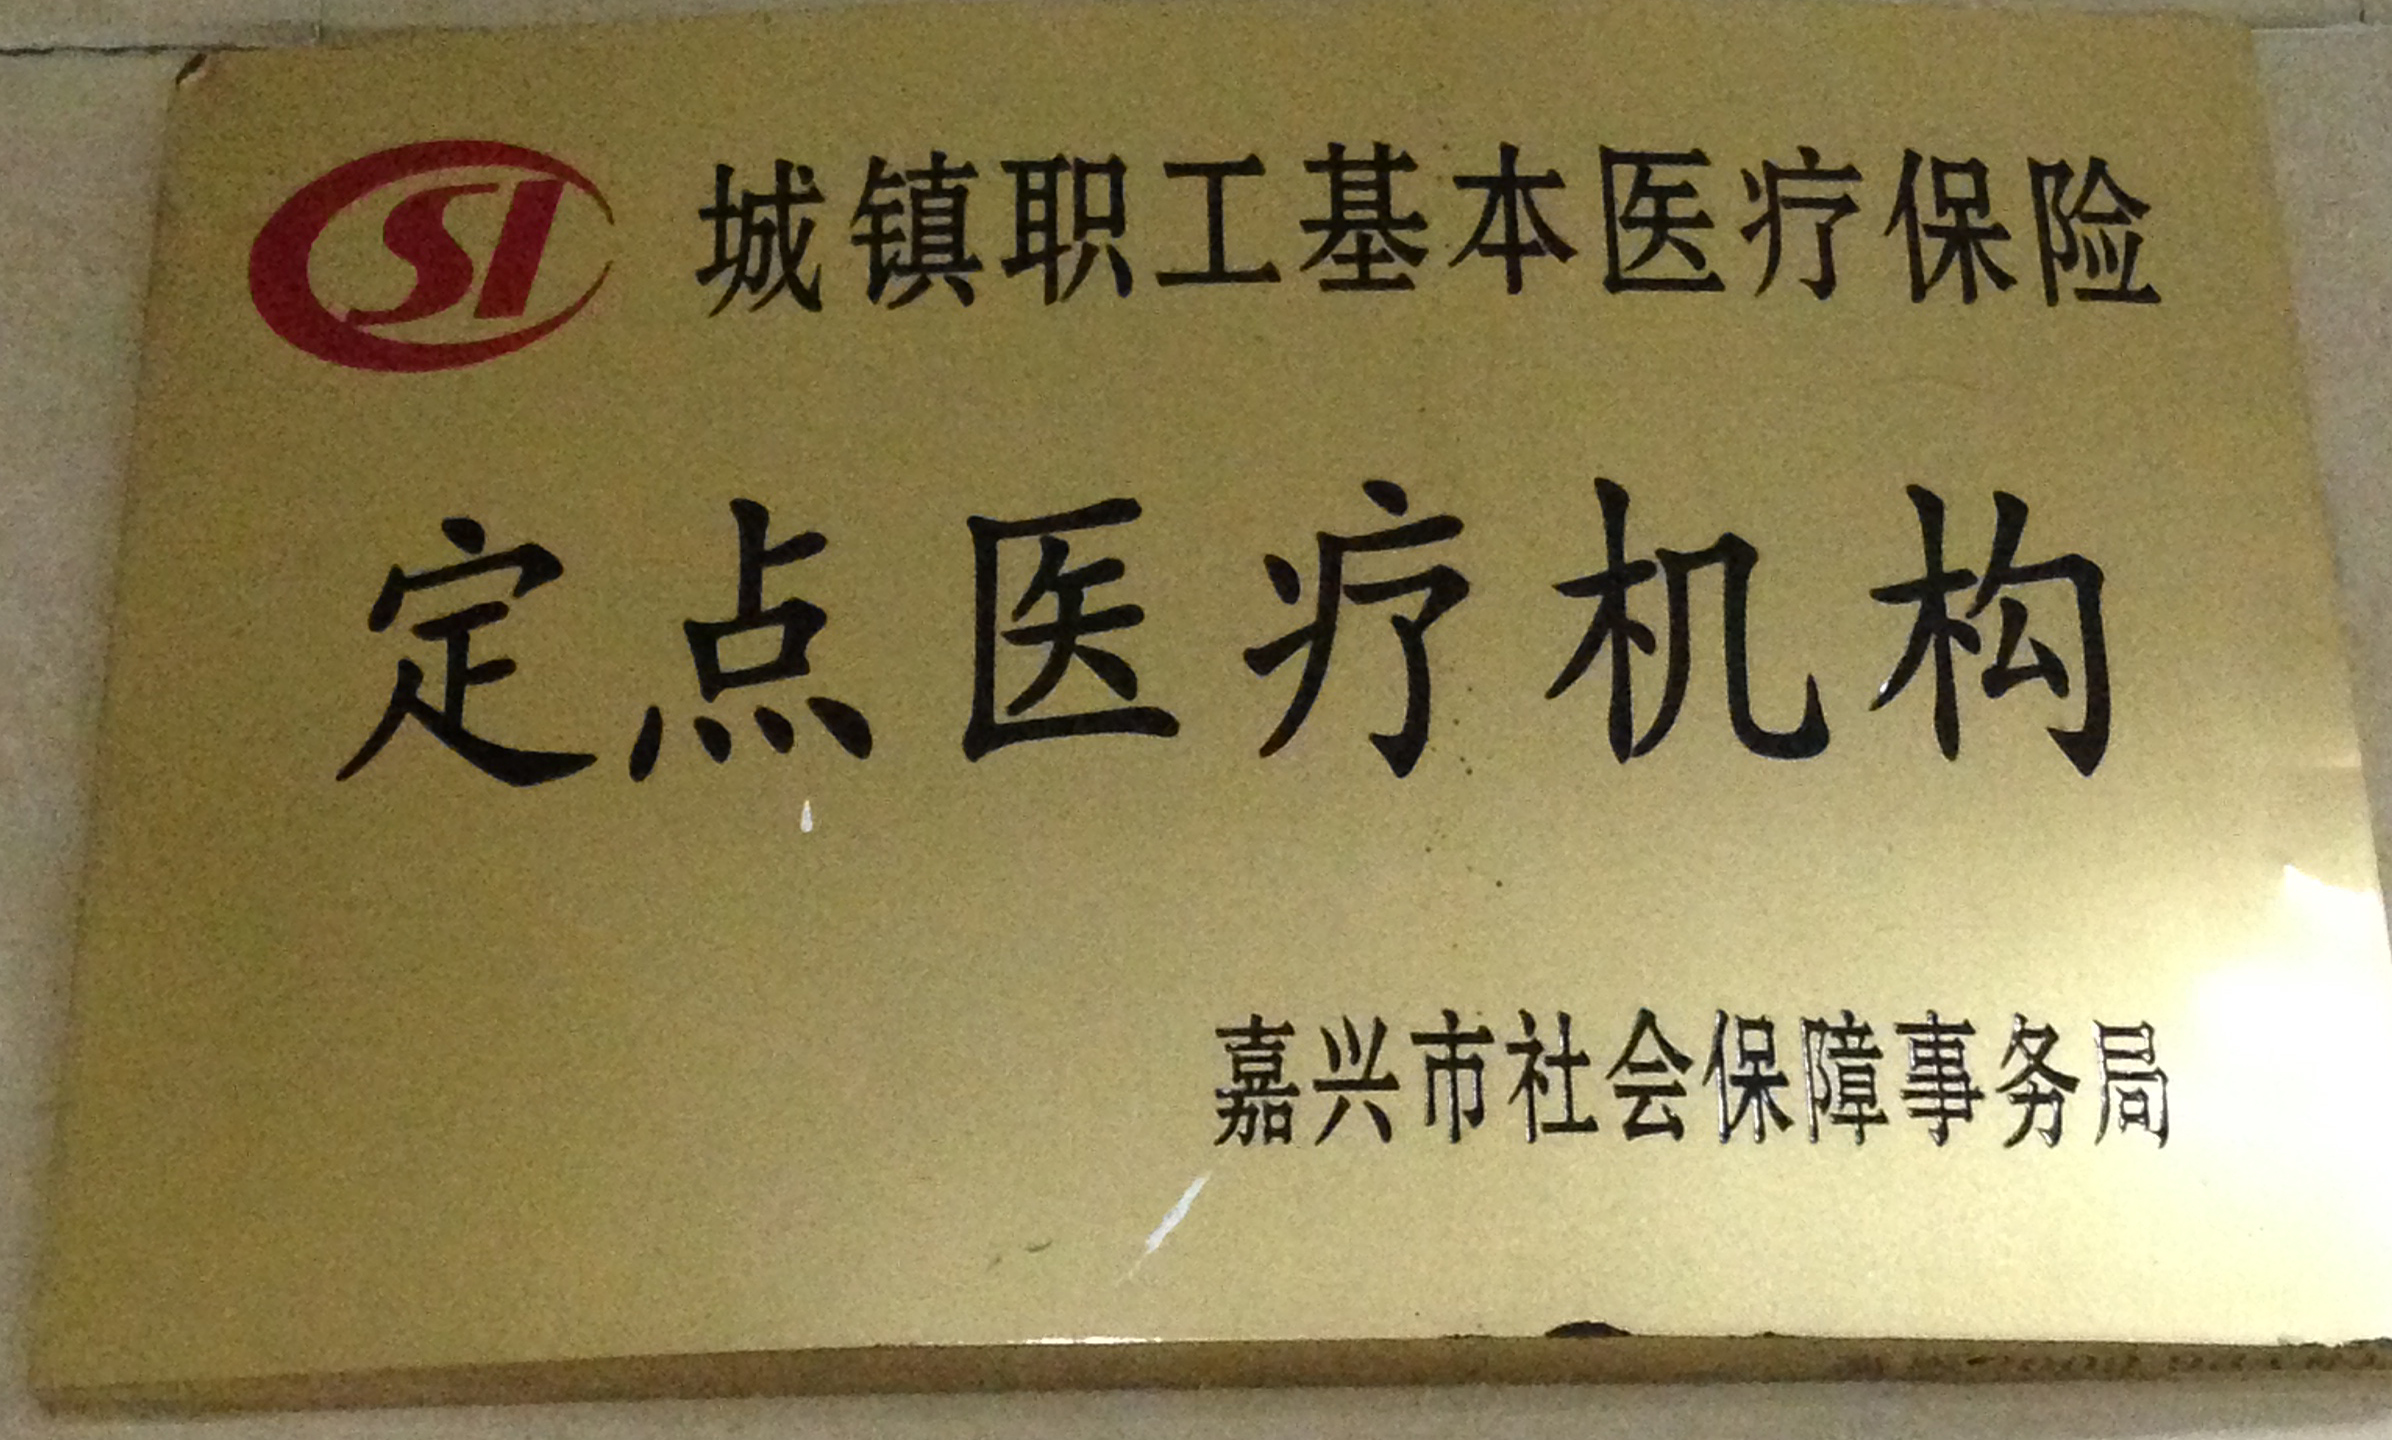 CSI 城镇职工基本医疗保险
定点医疗机构
嘉兴市社会保障事务局